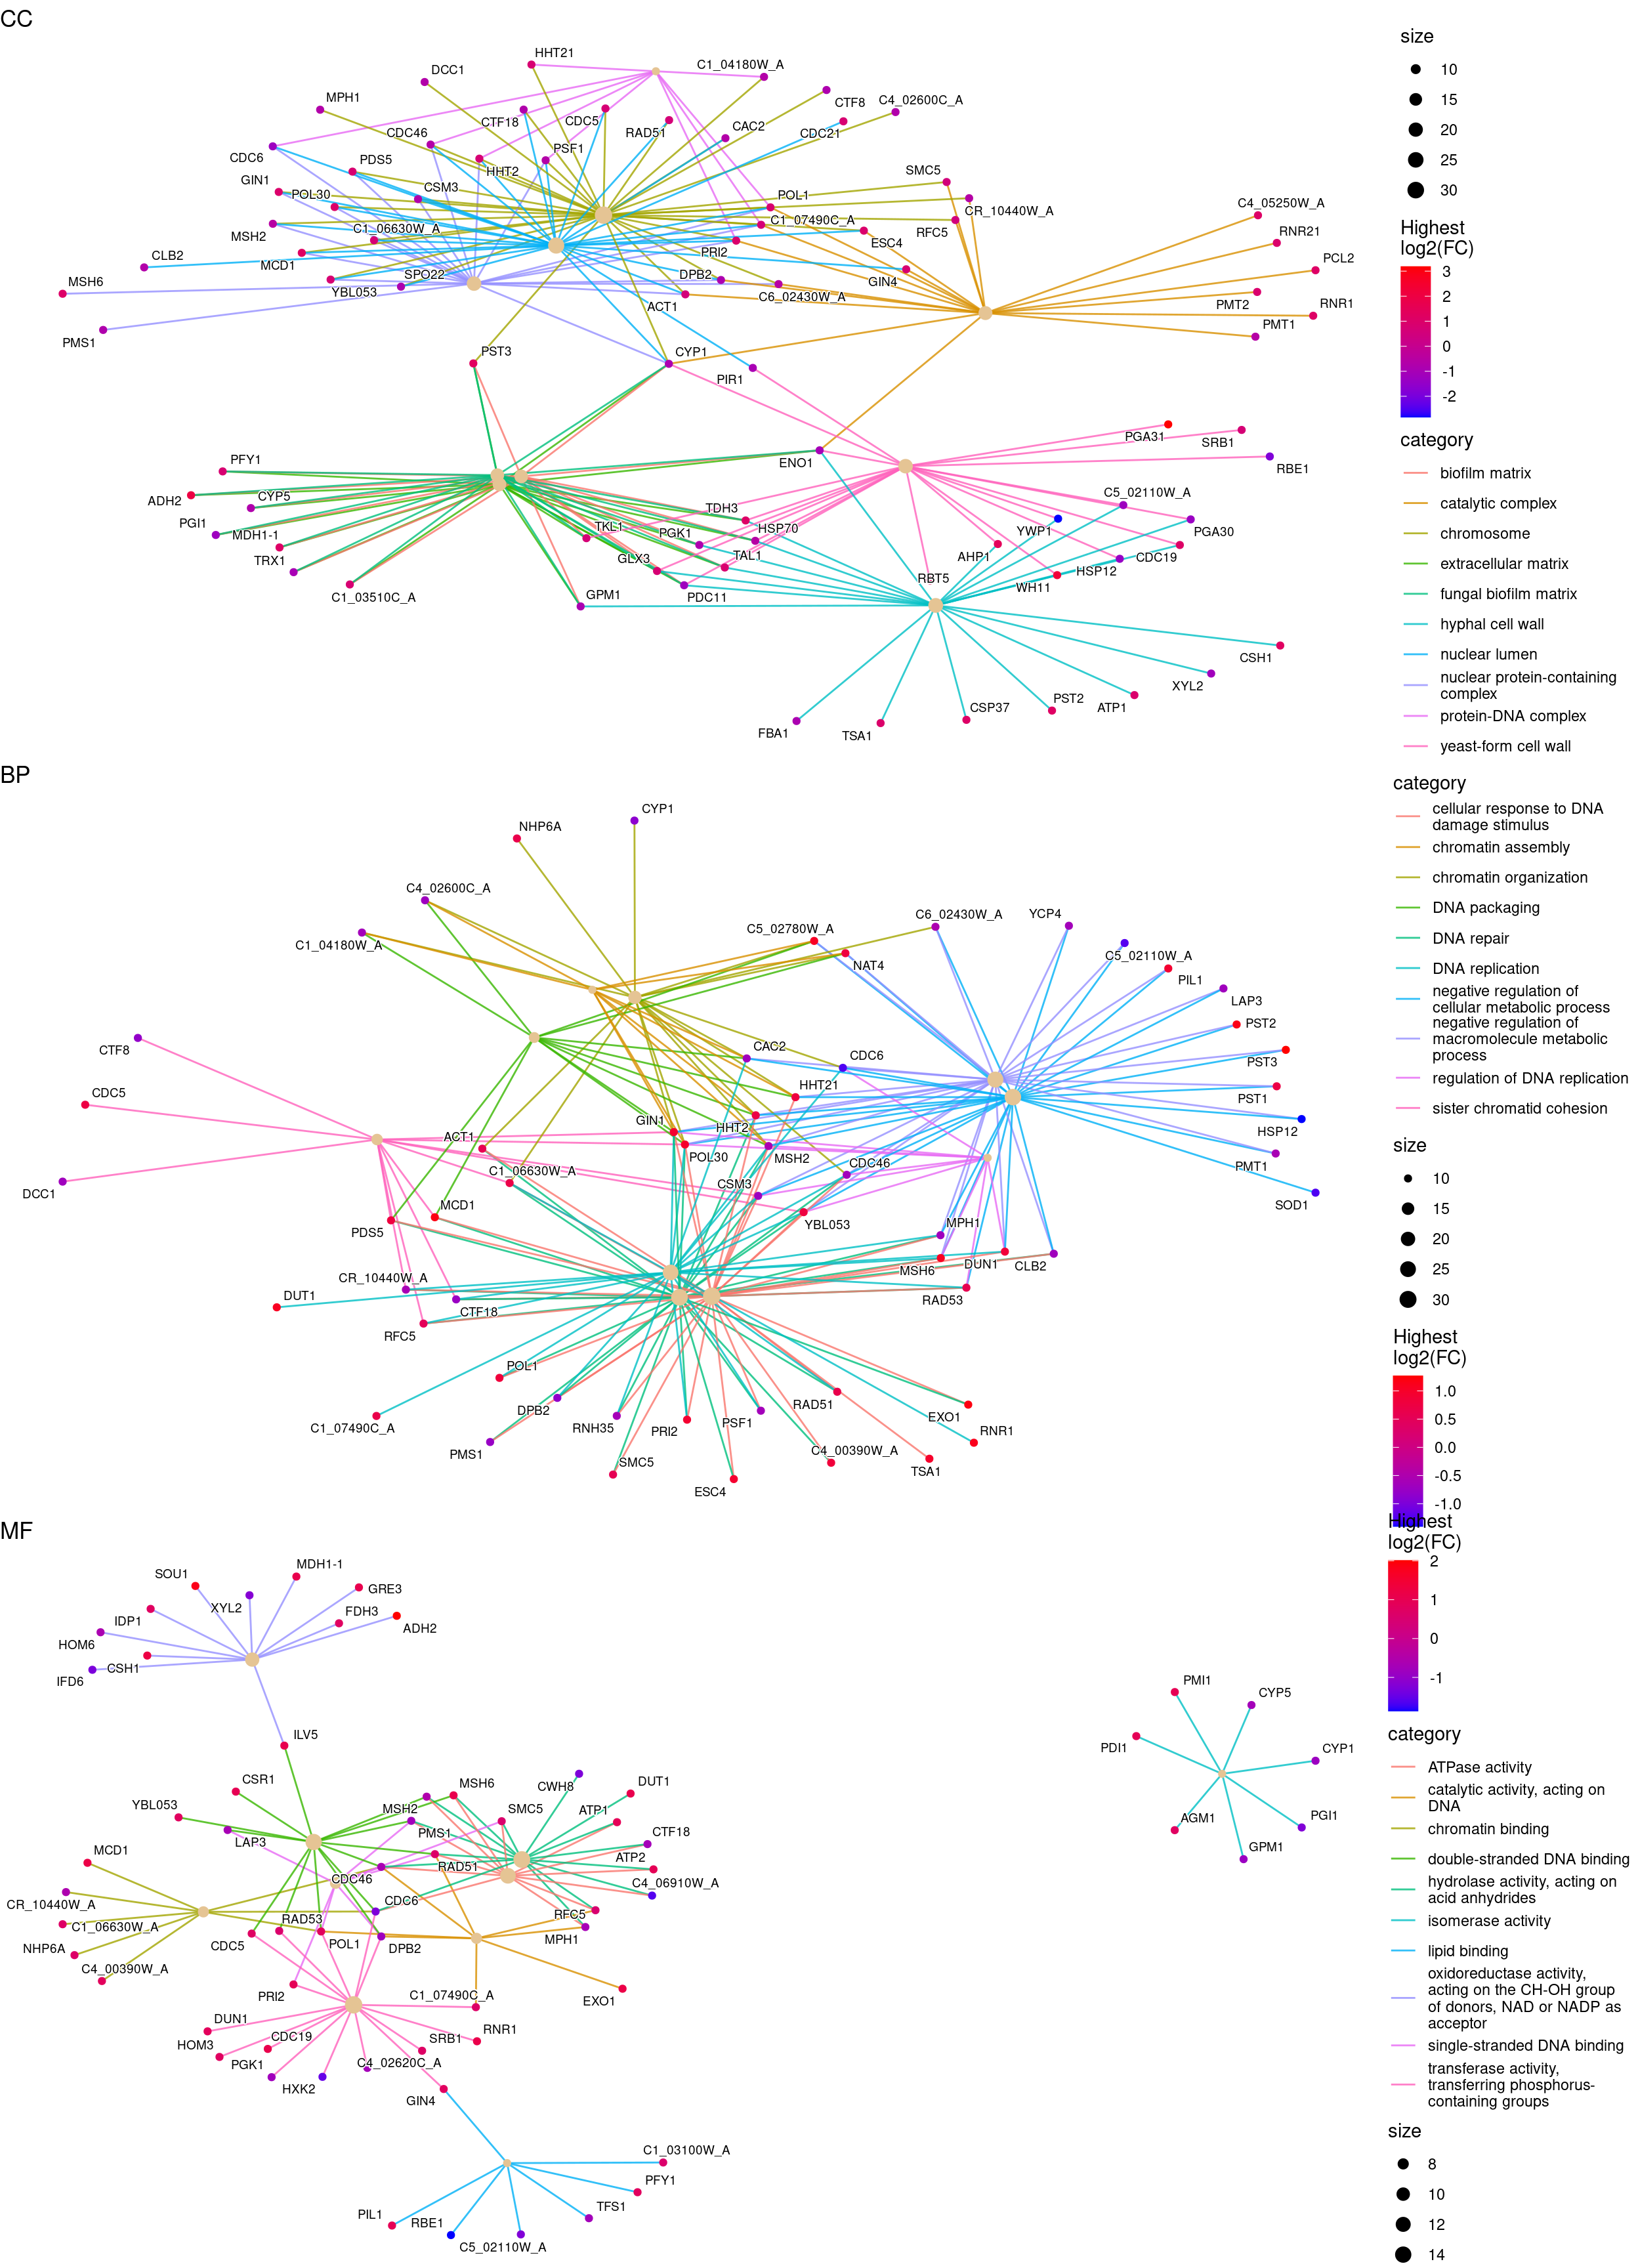 CC
HHT21
C1_04180W_A
DCC1
MPH1
CTF8
C4_02600C_A
CTF18
CDC5
CDC46
RAD51
CAC2
CDC21
PSF1
CDC6
PDS5
HHT2
SMC5
GIN1
POL30
CSM3
POL1
CR_10440W_A
C4_05250W_A
C1_07490C_A
RFC5
MSH2
C1_06630W_A
ESC4
RNR21
CLB2
MCD1
PRI2
PCL2
MSH6
SPO22
DPB2
GIN4
YBL053
C6_02430W_A
PMT2
RNR1
ACT1
PMT1
PMS1
PST3
CYP1
PIR1
PGA31
SRB1
PFY1
ENO1
RBE1
ADH2
CYP5
C5_02110W_A
TDH3
PGI1
MDH1-1
TKL1
PGK1
HSP70
YWP1
PGA30
TRX1
GLX3
TAL1
AHP1
CDC19
RBT5
HSP12
WH11
C1_03510C_A
GPM1
PDC11
CSH1
XYL2
PST2
CSP37
ATP1
FBA1
TSA1
size
10
15
20
25
30
Highest
log2(FC)
3
2
1
0
-1
-2
category
biofilm matrix
catalytic complex
chromosome
extracellular matrix
fungal biofilm matrix
hyphal cell wall
nuclear lumen
nuclear protein-containing
complex
protein-DNA complex
yeast-form cell wall
BP
CYP1
NHP6A
C4_02600C_A
C1_04180W_A
C5_02780W_A
C6_02430W_A
YCP4
NAT4
C5_02110W_A
PIL1
LAP3
PST2
CTF8
CAC2
CDC6
PST3
HHT21
CDC5
PST1
GIN1
HHT2
HSP12
ACT1
POL30
MSH2
CDC46
PMT1
C1_06630W_A
DCC1
CSM3
SOD1
MCD1
YBL053
PDS5
MPH1
MSH6
DUN1
CLB2
CR_10440W_A
DUT1
CTF18
RAD53
RFC5
POL1
DPB2
RAD51
EXO1
C1_07490C_A
RNH35
PRI2
PSF1
RNR1
PMS1
C4_00390W_A
SMC5
TSA1
ESC4
category
cellular response to DNA
damage stimulus
chromatin assembly
chromatin organization
DNA packaging
DNA repair
DNA replication
negative regulation of
cellular metabolic process
negative regulation of
macromolecule metabolic
process
regulation of DNA replication
sister chromatid cohesion
size
10
15
20
25
30
Highest
log2(FC)
1.0
0.5
0.0
-0.5
-1.0
MF
MDH1-1
SOU1
GRE3
XYL2
FDH3
IDP1
ADH2
HOM6
CSH1
IFD6
PMI1
CYP5
ILV5
PDI1
CYP1
CSR1
MSH6
CWH8
DUT1
YBL053
MSH2
SMC5
ATP1
AGM1
PGI1
LAP3
PMS1
CTF18
GPM1
MCD1
RAD51
ATP2
CDC46
C4_06910W_A
CR_10440W_A
CDC6
RFC5
C1_06630W_A
RAD53
NHP6A
CDC5
POL1
DPB2
MPH1
C4_00390W_A
PRI2
C1_07490C_A
EXO1
DUN1
HOM3
CDC19
SRB1
RNR1
PGK1
C4_02620C_A
HXK2
GIN4
C1_03100W_A
PFY1
PIL1
RBE1
TFS1
C5_02110W_A
Highest
log2(FC)
2
1
0
-1
category
ATPase activity
catalytic activity, acting on
DNA
chromatin binding
double-stranded DNA binding
hydrolase activity, acting on
acid anhydrides
isomerase activity
lipid binding
oxidoreductase activity,
acting on the CH-OH group
of donors, NAD or NADP as
acceptor
single-stranded DNA binding
transferase activity,
transferring phosphorus-
containing groups
size
8
10
12
14